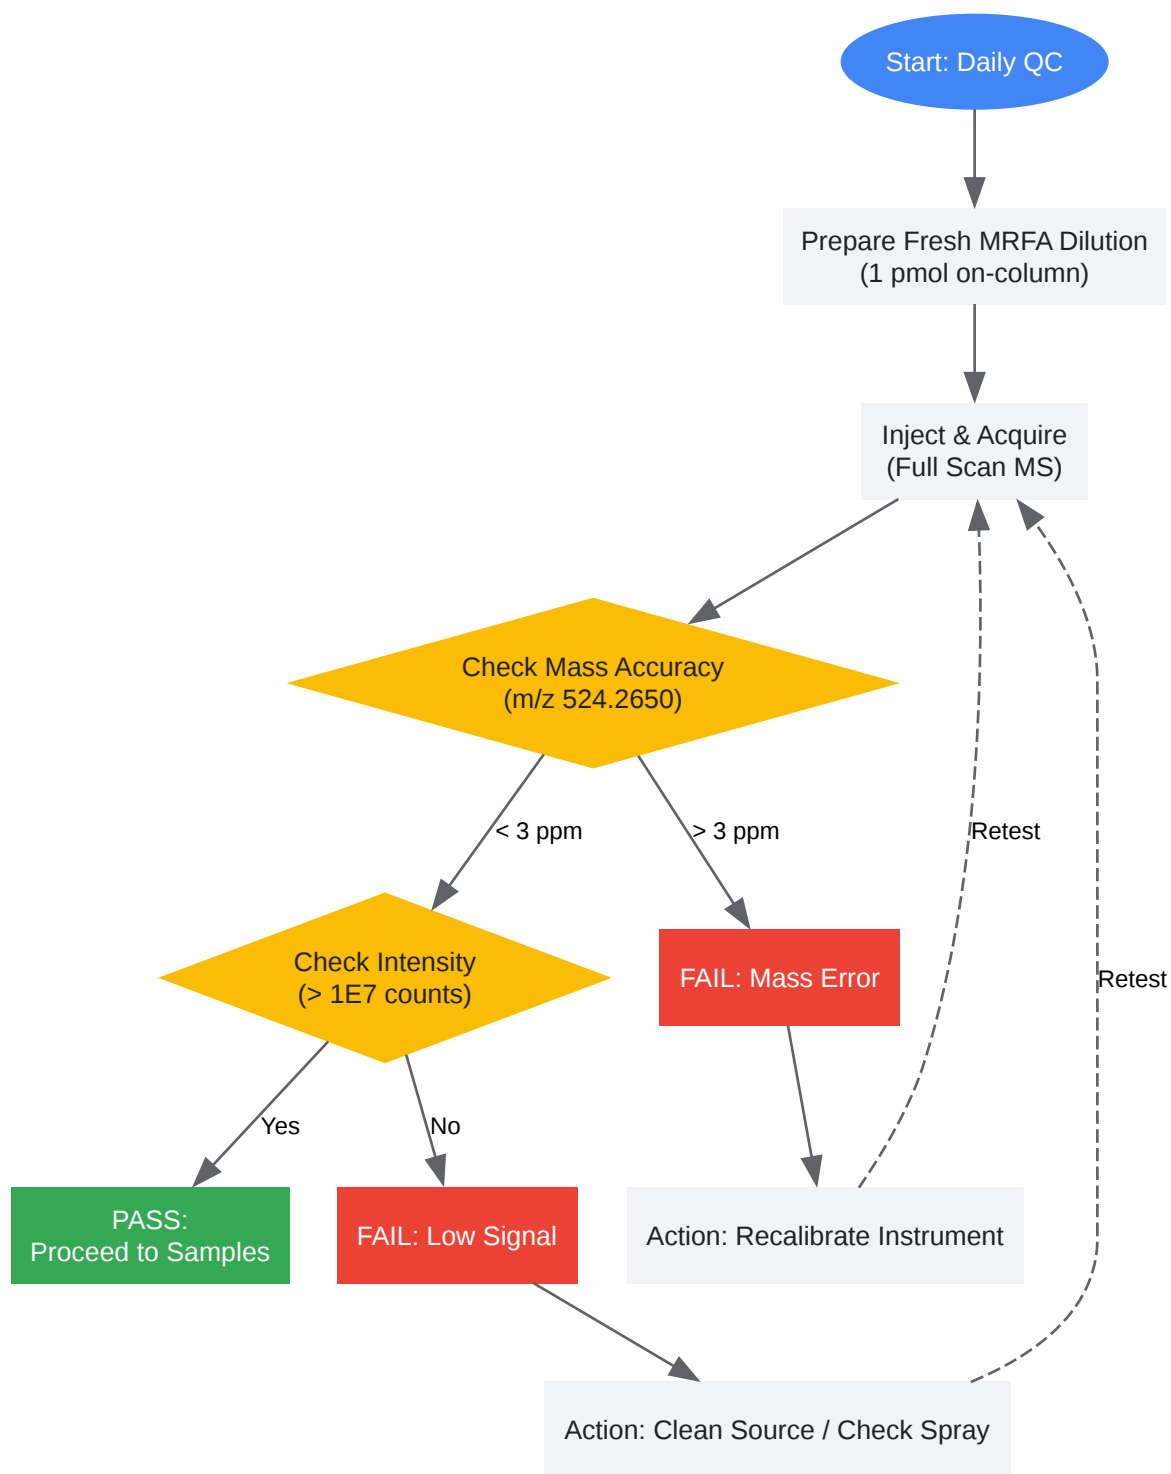 Start: Daily QC
Prepare Fresh MRFA Dilution
(1 pmol on-column)
Inject & Acquire
(Full Scan MS)
Check Mass Accuracy
(m/z 524.2650)
< 3 ppm
> 3 ppm
Retest
Check Intensity
(> 1E7 counts)
FAIL: Mass Error
Retest
Yes
No
PASS:
Proceed to Samples
FAIL: Low Signal
Action: Recalibrate Instrument
Action: Clean Source / Check Spray